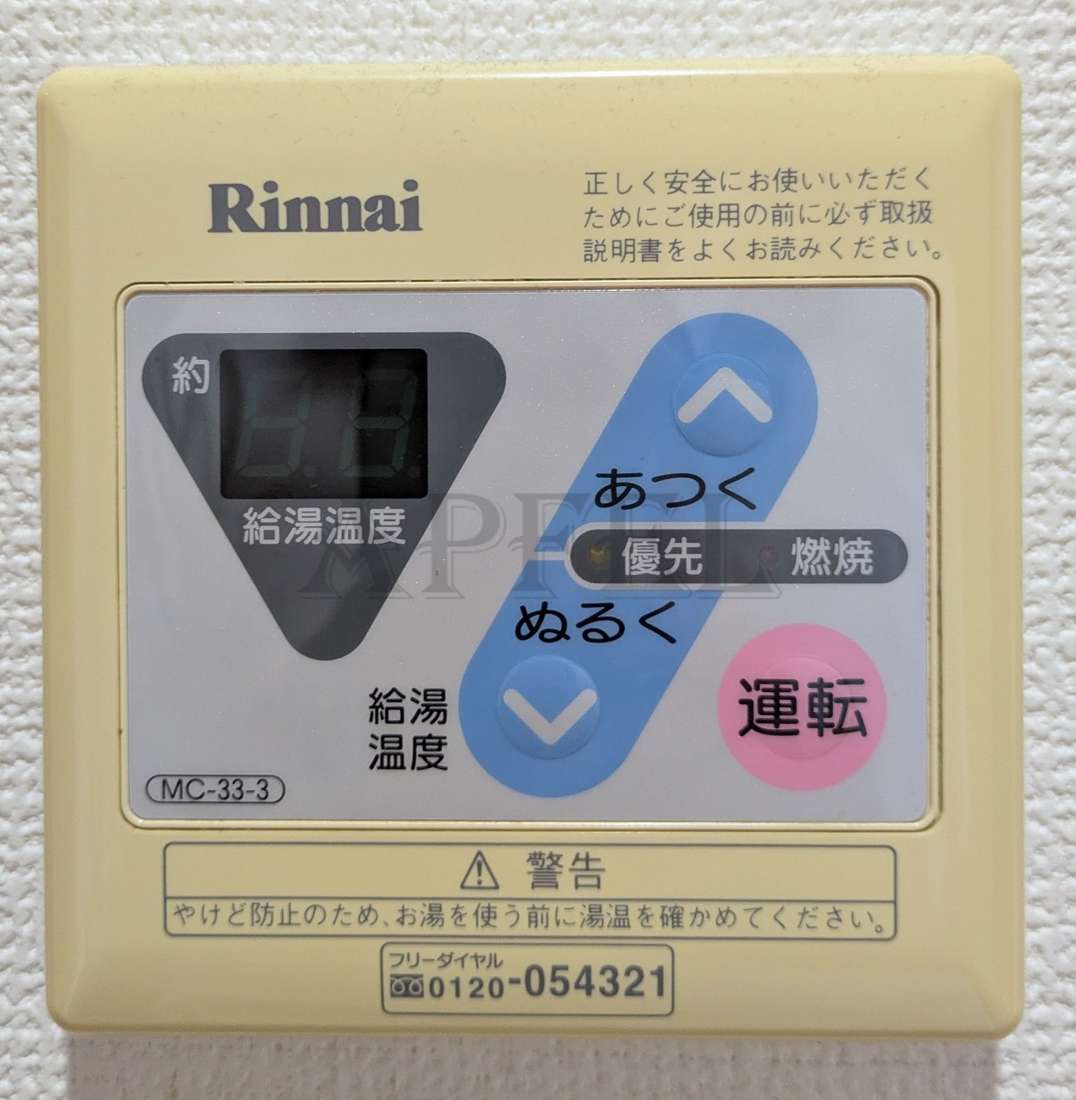 Rinnai
正しく安全にお使いいただく
ためにご使用の前に必ず取扱
説明書をよくお読みください。
約
給湯温度
あつく
優先 燃焼
ぬるく
給湯
温度
運転
MC-33-3
警告
やけど防止のため、お湯を使う前に湯温を確かめてください。
フリーダイヤル
0120-054321
APFEL